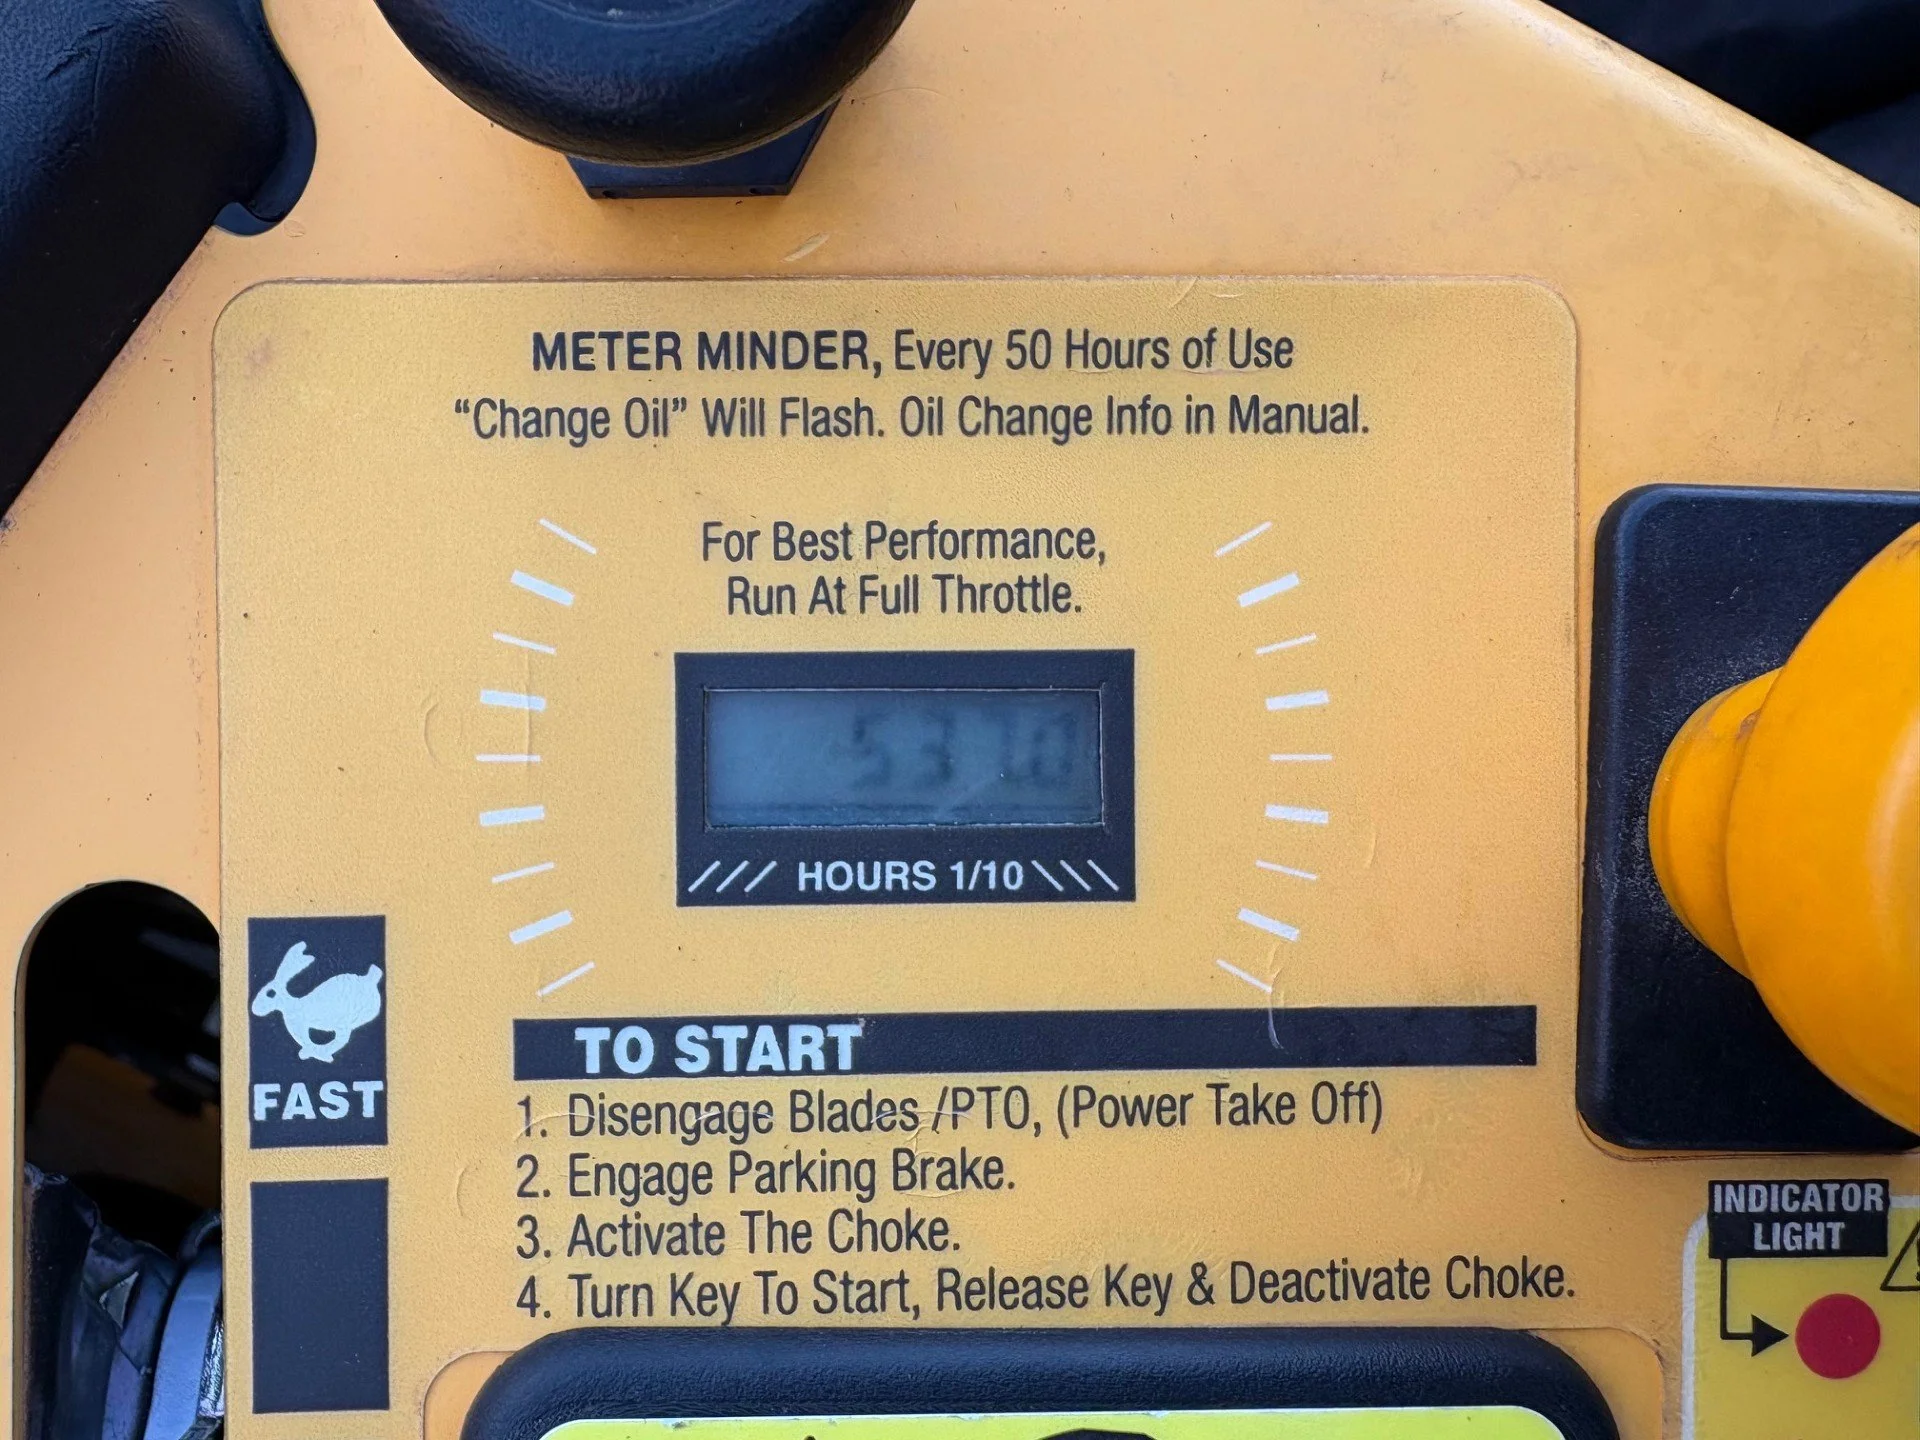 METER MINDER, Every 50 Hours of Use
“Change Oil” Will Flash. Oil Change Info in Manual.
For Best Performance,
Run At Full Throttle.
HOURS 1/10
FAST
TO START
1. Disengage Blades /PTO, (Power Take Off)
2. Engage Parking Brake.
3. Activate The Choke.
4. Turn Key To Start, Release Key & Deactivate Choke.
INDICATOR
LIGHT